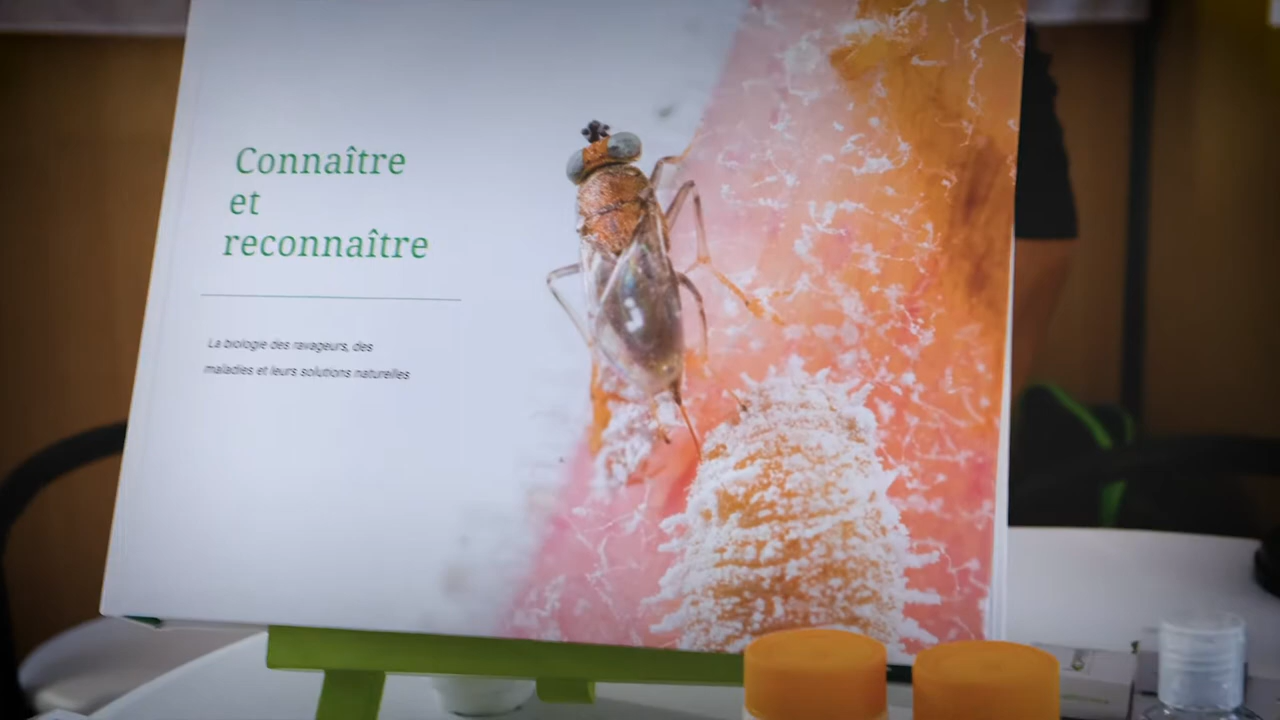 Connaître
et
reconnaître
La biologie des ravageurs, des
maladies et leurs solutions naturelles